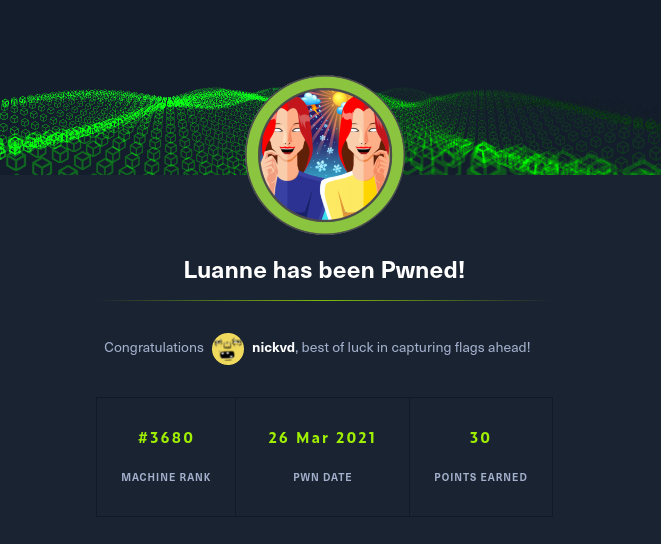 Luanne has been Pwned!
Congratulations nickvd, best of luck in capturing flags ahead!
#3680 26 Mar 2021 30
MACHINE RANK PWN DATE POINTS EARNED